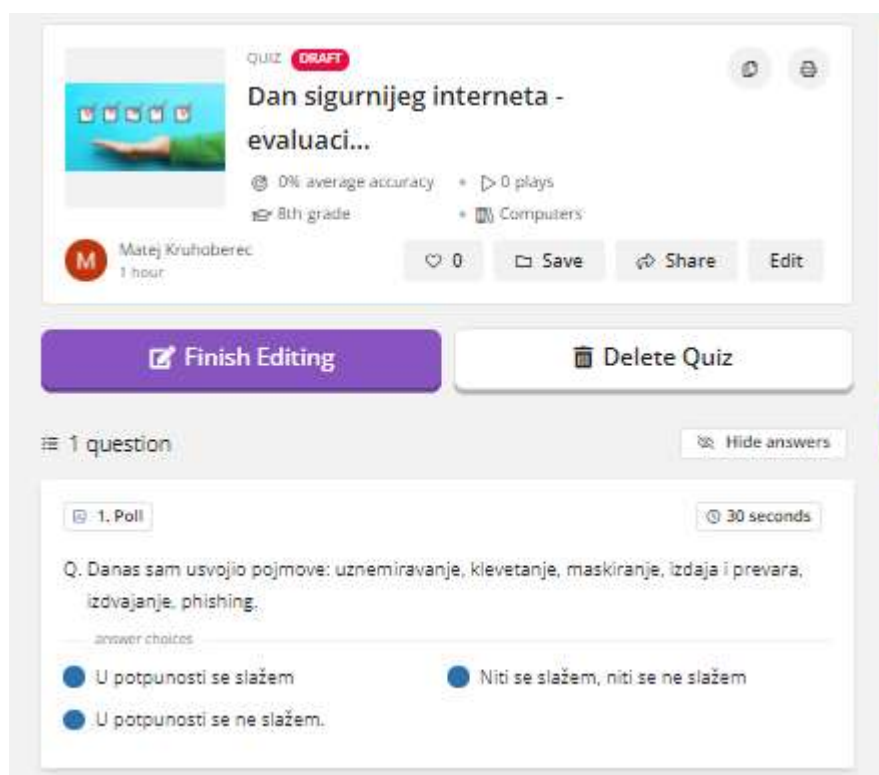 QUIZ DRAFT
Dan sigurnijeg interneta -
evaluaci...
0% average accuracy • 0 plays
8th grade • Computers
M Matej Kruhoberec
1 hour
0 Save Share Edit
Finish Editing Delete Quiz
1 question Hide answers
1. Poll 30 seconds
Q. Danas sam usvojio pojmove: uznemiravanje, klevetanje, maskiranje, izdaja i prevara,
izdvajanje, phishing.
answer choices
U potpunosti se slažem Niti se slažem, niti se ne slažem
U potpunosti se ne slažem.